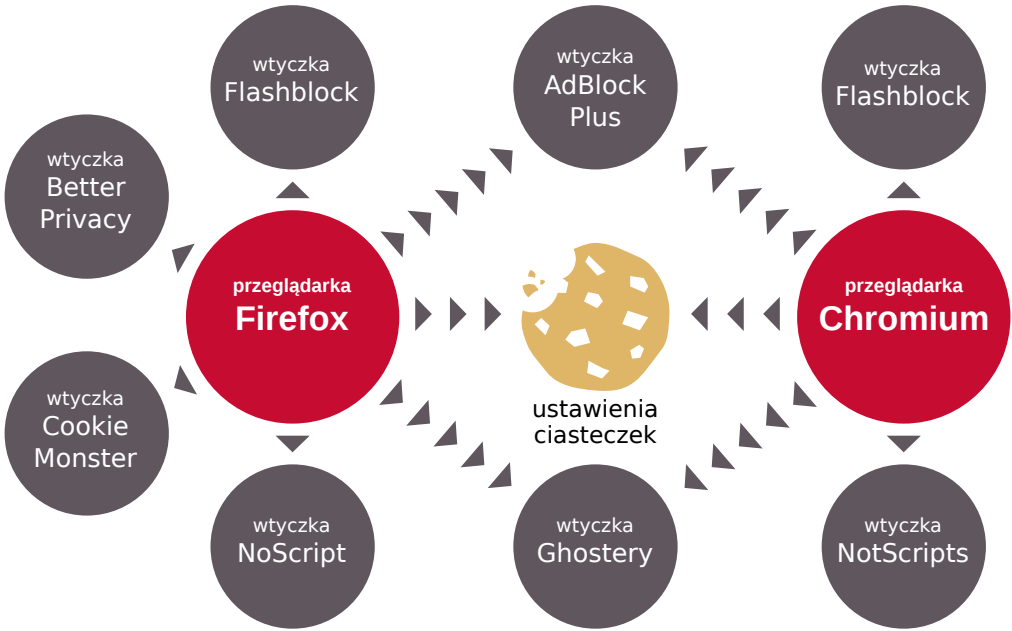 wtyczka
Flashblock
wtyczka
AdBlock
Plus
wtyczka
Flashblock
wtyczka
Better
Privacy
przeglądarka
Firefox
przeglądarka
Chromium
ustawienia
ciasteczek
wtyczka
Cookie
Monster
wtyczka
NoScript
wtyczka
Ghostery
wtyczka
NotScripts